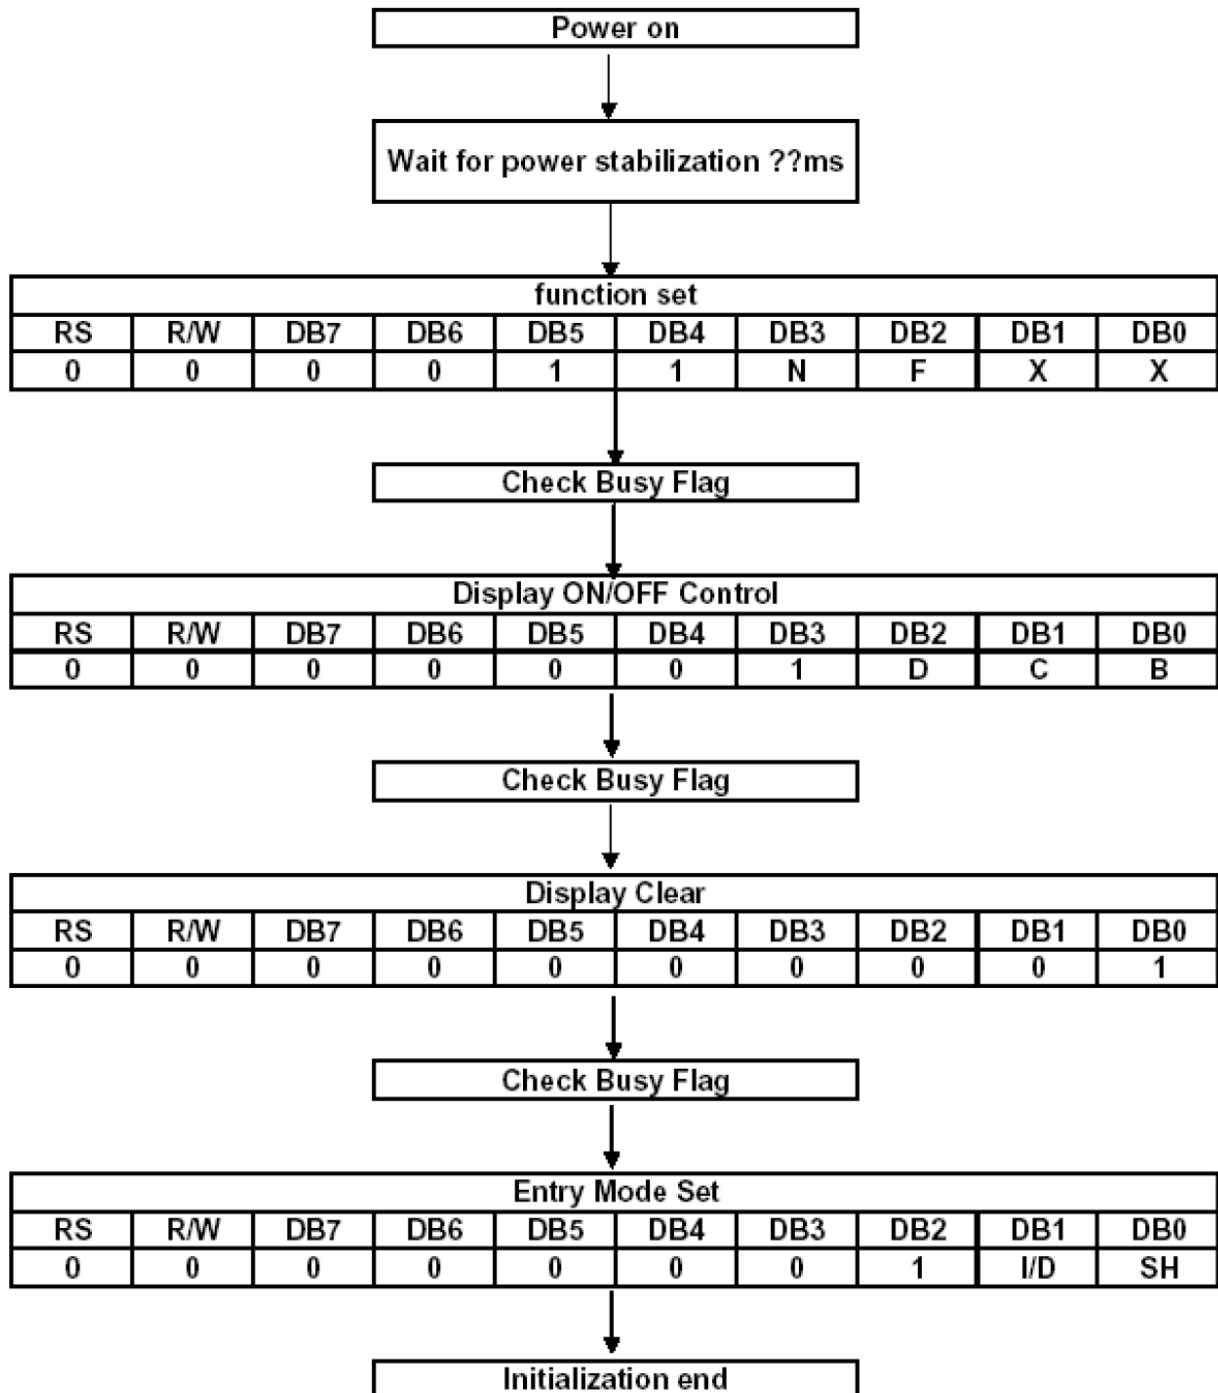 Power on
Wait for power stabilization ??ms
function set
RS R/W DB7 DB6 DB5 DB4 DB3 DB2 DB1 DB0
0 0 0 0 1 1 N F X X
Check Busy Flag
Display ON/OFF Control
RS R/W DB7 DB6 DB5 DB4 DB3 DB2 DB1 DB0
0 0 0 0 0 0 1 D C B
Check Busy Flag
Display Clear
RS R/W DB7 DB6 DB5 DB4 DB3 DB2 DB1 DB0
0 0 0 0 0 0 0 0 0 1
Check Busy Flag
Entry Mode Set
RS R/W DB7 DB6 DB5 DB4 DB3 DB2 DB1 DB0
0 0 0 0 0 0 0 1 I/D SH
Initialization end